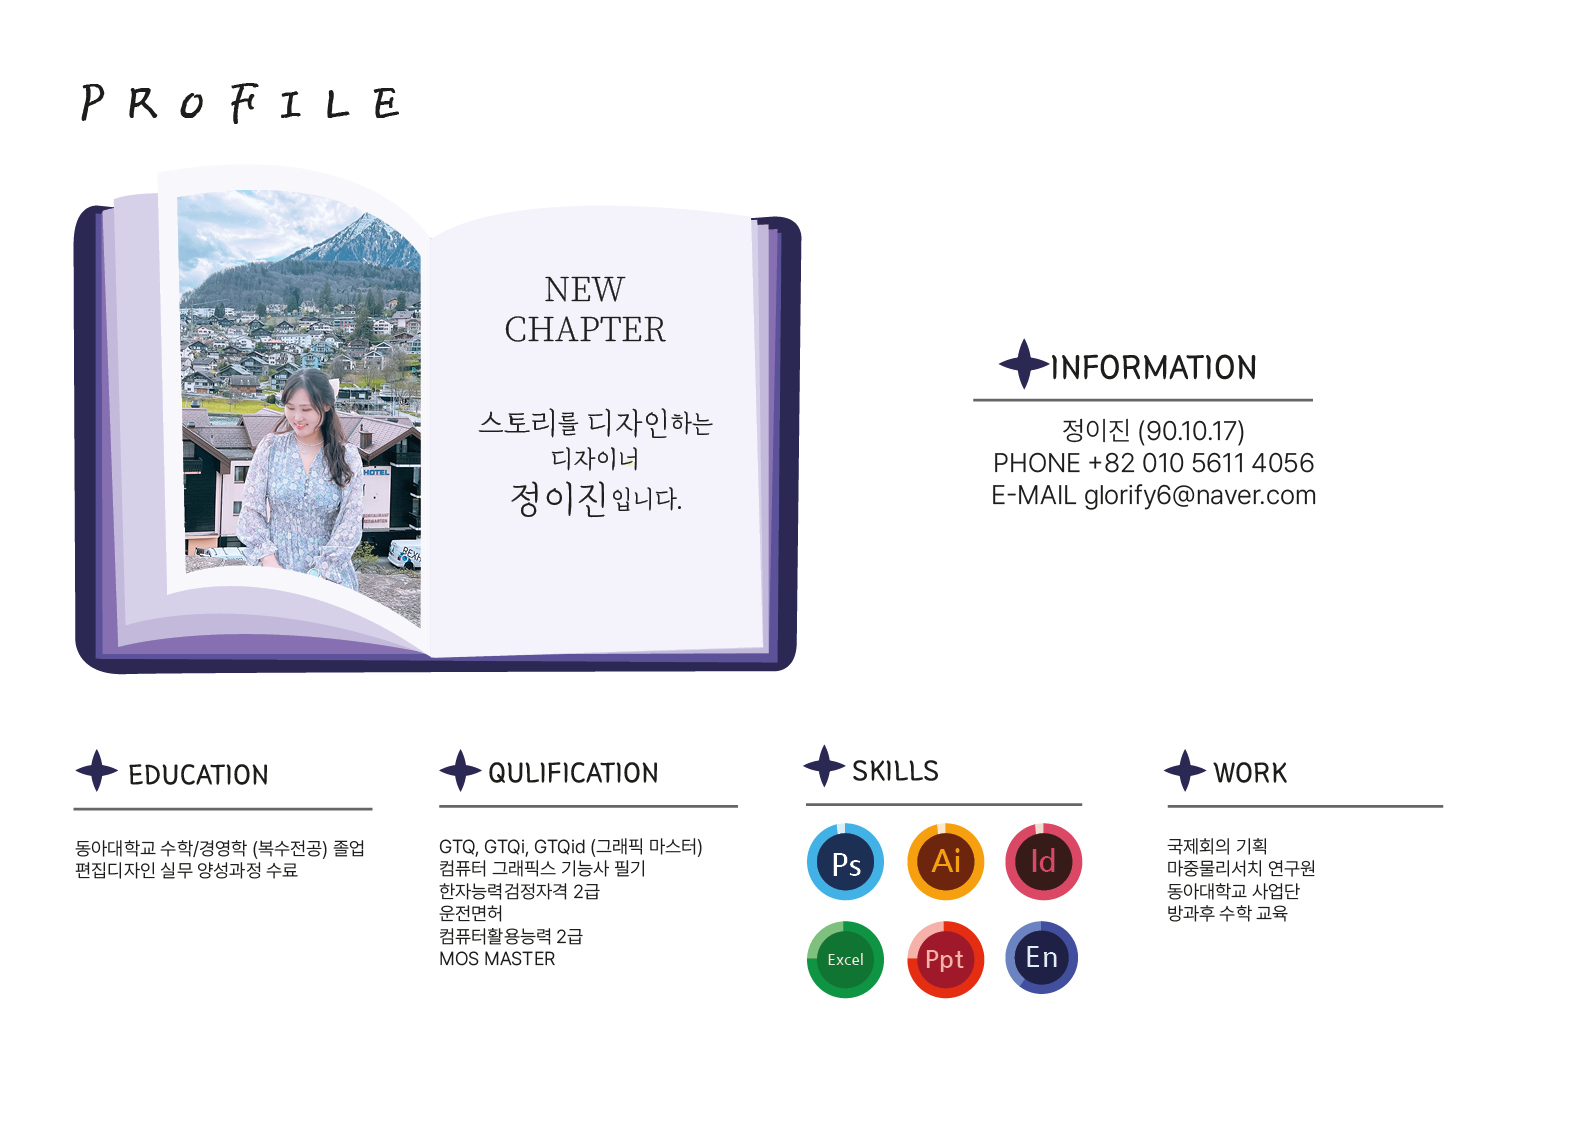 PROFILE
NEW
CHAPTER
스토리를 디자인하는
디자이너
정이진입니다.
HOTEL
INFORMATION
정이진 (90.10.17)
PHONE +82 010 5611 4056
E-MAIL glorify6@naver.com
EDUCATION
동아대학교 수학/경영학 (복수전공) 졸업
편집디자인 실무 양성과정 수료
QULIFICATION
GTQ, GTQi, GTQid (그래픽 마스터)
컴퓨터 그래픽스 기능사 필기
한자능력검정자격 2급
운전면허
컴퓨터활용능력 2급
MOS MASTER
SKILLS
Ps Ai Id
Excel Ppt En
WORK
국제회의 기획
마중물리서치 연구원
동아대학교 사업단
방과후 수학 교육